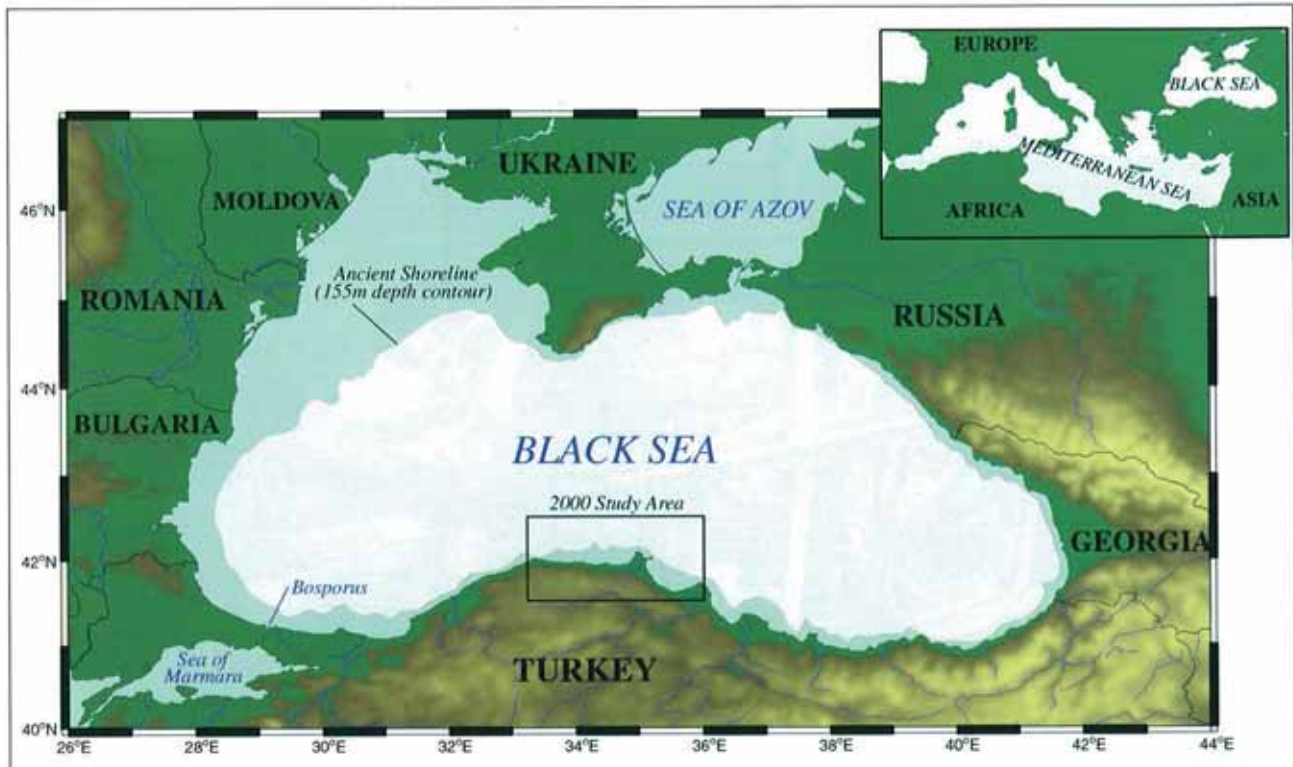 EUROPE
BLACK SEA
MEDITERRANEAN SEA
AFRICA
ASIA
UKRAINE
MOLDOVA
SEA OF AZOV
46°N
Ancient Shoreline
(155m depth contour)
ROMANIA
RUSSIA
44°N
BULGARIA
BLACK SEA
2000 Study Area
42°N
GEORGIA
Bosporus
Sea of
Marmara
TURKEY
40°N
26°E
28°E
30°E
32°E
34°E
36°E
38°E
40°E
42°E
44°E